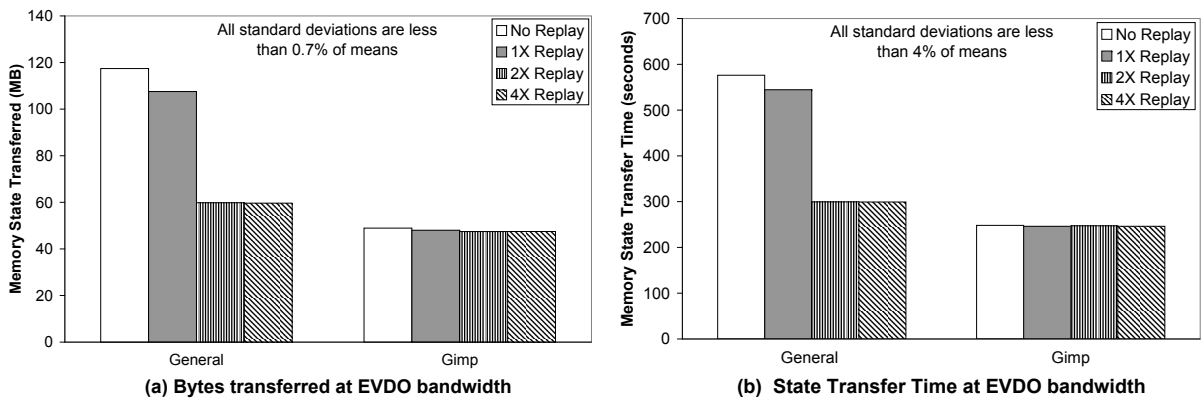 140
120
100
80
60
40
20
0
Memory State Transferred (MB)
All standard deviations are less
than 0.7% of means
No Replay
1X Replay
2X Replay
4X Replay
General
Gimp
(a) Bytes transferred at EVDO bandwidth
700
600
500
400
300
200
100
0
Memory State Transfer Time (seconds)
All standard deviations are less
than 4% of means
No Replay
1X Replay
2X Replay
4X Replay
General
Gimp
(b) State Transfer Time at EVDO bandwidth